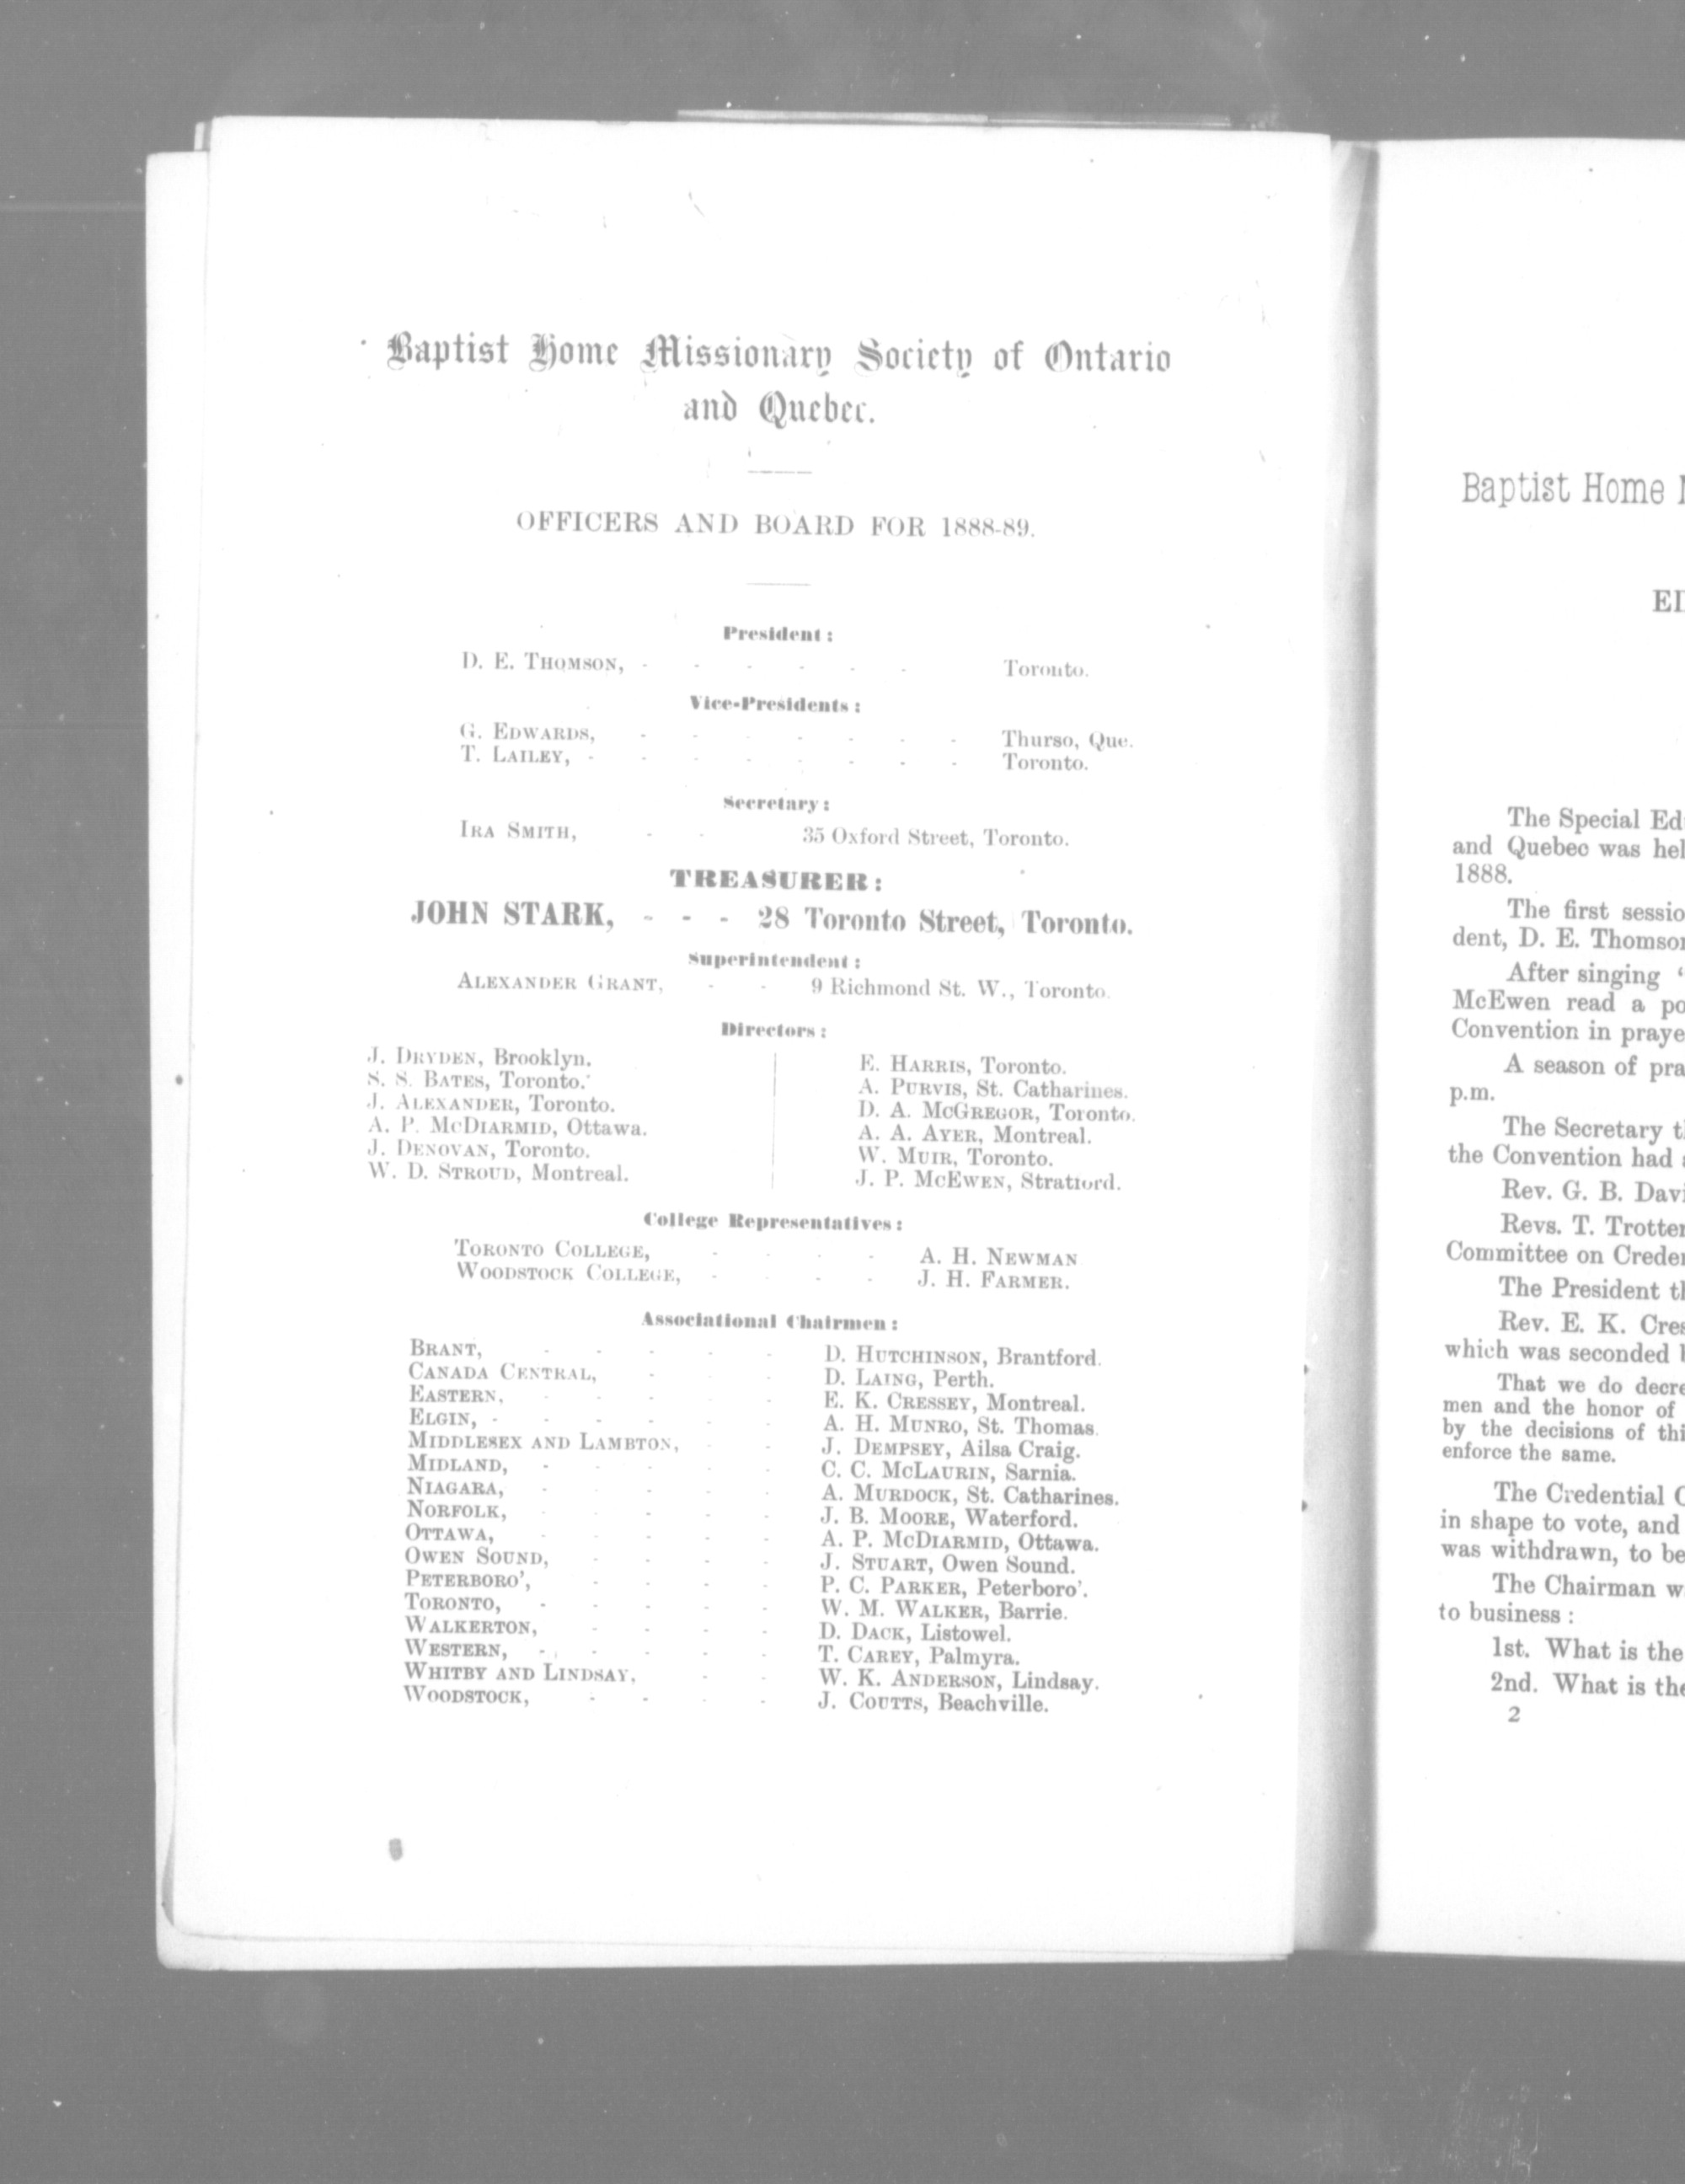 Baptist Home Missionary Society of Ontario
and Quebec.
OFFICERS AND BOARD FOR 1888-89.
President :
D. E. THOMSON, - - - - - - Toronto.
Vice-Presidents :
G. EDWARDS, - - - - - - - Thurso, Que.
T. LAILEY, - - - - - - - - Toronto.
Secretary :
IRA SMITH, - - 35 Oxford Street, Toronto.
TREASURER :
JOHN STARK, - - - 28 Toronto Street, Toronto.
Superintendent :
ALEXANDER GRANT, - - 9 Richmond St. W., Toronto.
Directors :
J. DRYDEN, Brooklyn.
S. S. BATES, Toronto.
J. ALEXANDER, Toronto.
A. P. McDIARMID, Ottawa.
J. DENOVAN, Toronto.
W. D. STROUD, Montreal.
E. HARRIS, Toronto.
A. PURVIS, St. Catharines.
D. A. McGREGOR, Toronto.
A. A. AYER, Montreal.
W. MUIR, Toronto.
J. P. McEWEN, Stratford.
College Representatives :
TORONTO COLLEGE, - - - - A. H. NEWMAN
WOODSTOCK COLLEGE, - - - - J. H. FARMER.
Associational Chairmen :
BRANT, - - - - - D. HUTCHINSON, Brantford.
CANADA CENTRAL, - - - D. LAING, Perth.
EASTERN, - - - - - E. K. CRESSEY, Montreal.
ELGIN, - - - - - - A. H. MUNRO, St. Thomas.
MIDDLESEX AND LAMBTON, - - J. DEMPSEY, Ailsa Craig.
MIDLAND, - - - - - C. C. McLAURIN, Sarnia.
NIAGARA, - - - - - A. MURDOCK, St. Catharines.
NORFOLK, - - - - - J. B. MOORE, Waterford.
OTTAWA, - - - - - A. P. McDIARMID, Ottawa.
OWEN SOUND, - - - - J. STUART, Owen Sound.
PETERBORO', - - - - P. C. PARKER, Peterboro'.
TORONTO, - - - - - W. M. WALKER, Barrie.
WALKERTON, - - - - D. DACK, Listowel.
WESTERN, - - - - - T. CAREY, Palmyra.
WHITBY AND LINDSAY, - - W. K. ANDERSON, Lindsay.
WOODSTOCK, - - - - J. COUTTS, Beachville.
Baptist Home
The Special
and Quebec was
1888.
The first
dent, D. E.
After singing
McEwen read a
Convention in
A season of
p.m.
The Secretary
the Convention had
Rev. G. B.
Revs. T.
Committee on
The President
Rev. E. K.
which was seconded
That we do
men and the honor of
by the decisions of
enforce the same.
The Credential
in shape to vote, and
was withdrawn, to
The Chairman
to business :
1st. What is the
2nd. What is
2